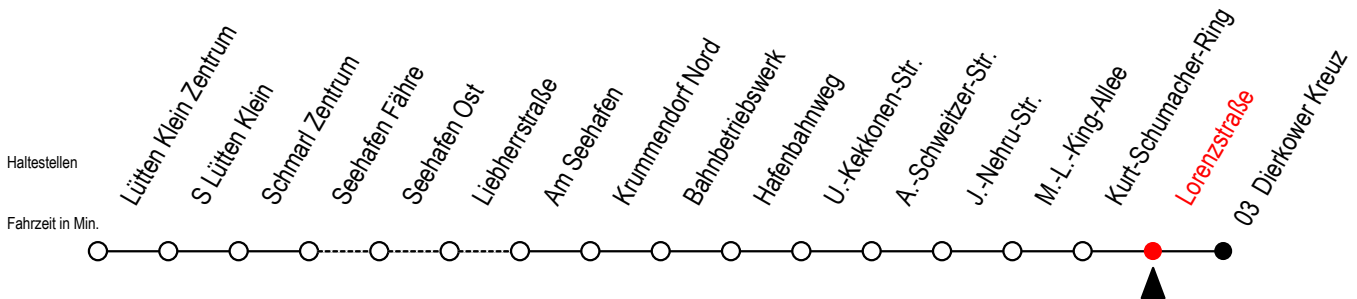 Haltestellen
Fahrzeit in Min.
Lütten Klein Zentrum
S Lütten Klein
Schmarl Zentrum
Seehafen Fähre
Seehafen Ost
Liebherrstraße
Am Seehafen
Krummendorf Nord
Bahnbetriebswerk
Hafenbahnweg
U.-Kekkonen-Str.
A.-Schweitzer-Str.
J.-Nehru-Str.
M.-L.-King-Allee
Kurt-Schumacher-Ring
Lorenzstraße
03 Dierkower Kreuz